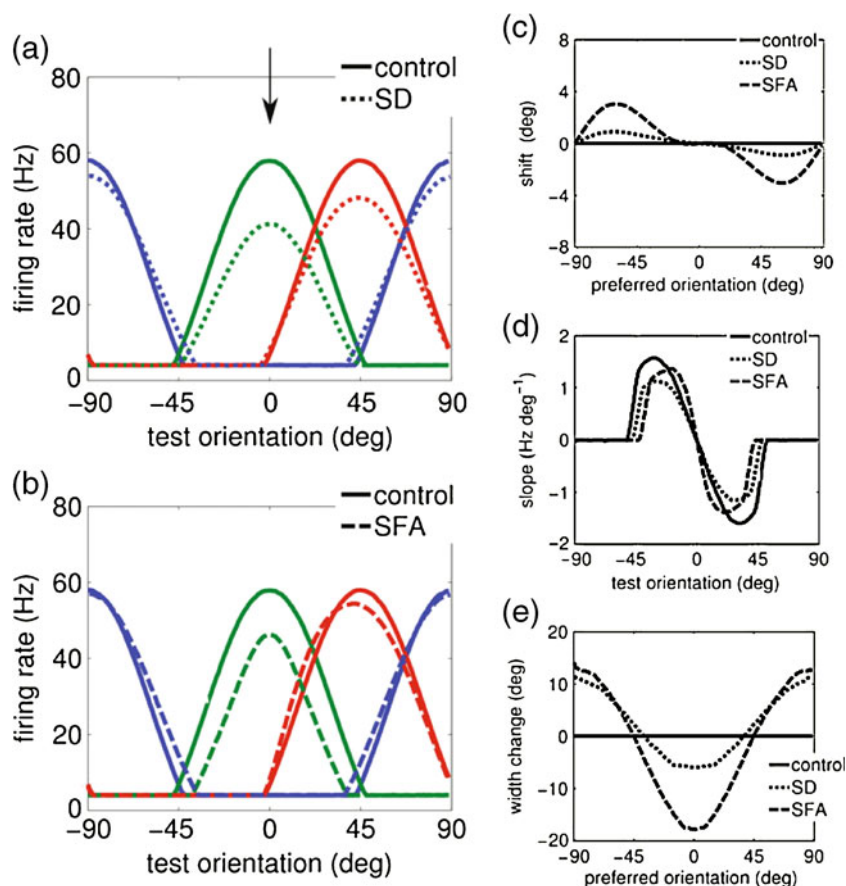 (a)
control
SD
80
60
40
20
0
firing rate (Hz)
−90 −45 0 45 90
test orientation (deg)
(b)
control
SFA
80
60
40
20
0
firing rate (Hz)
−90 −45 0 45 90
test orientation (deg)
(c)
control
SD
SFA
8
4
0
−4
−8
shift (deg)
−90 −45 0 45 90
preferred orientation (deg)
(d)
control
SD
SFA
2
1
0
−1
−2
slope (Hz deg⁻¹)
−90 −45 0 45 90
test orientation (deg)
(e)
20
10
0
−10
−20
width change (deg)
control
SD
SFA
−90 −45 0 45 90
preferred orientation (deg)